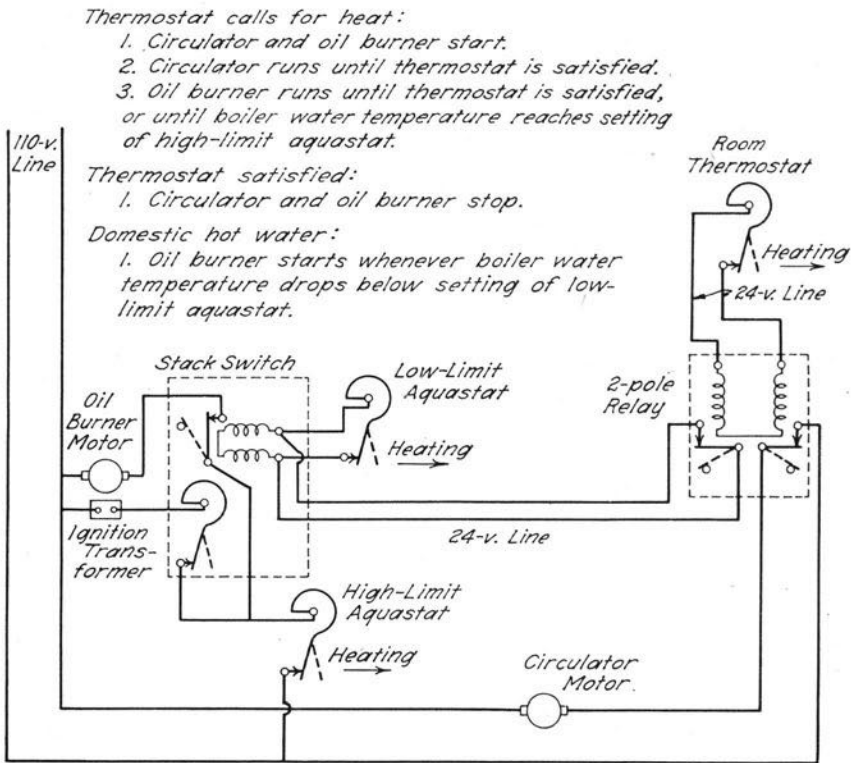 Thermostat calls for heat:
1. Circulator and oil burner start.
2. Circulator runs until thermostat is satisfied.
3. Oil burner runs until thermostat is satisfied,
or until boiler water temperature reaches setting
of high-limit aquastat.
110-v.
Line
Thermostat satisfied:
1. Circulator and oil burner stop.
Domestic hot water:
1. Oil burner starts whenever boiler water
temperature drops below setting of low-
limit aquastat.
Room
Thermostat
Heating
24-v. Line
Stack Switch
Low-Limit
Aquastat
2-pole
Relay
Oil
Burner
Motor
Heating
Ignition
Trans-
former
24-v. Line
High-Limit
Aquastat
Heating
Circulator
Motor